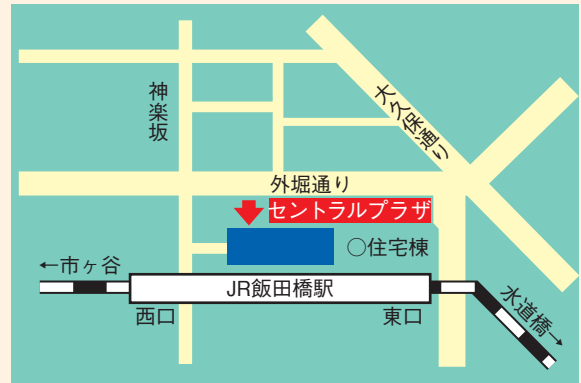 神楽坂
大久保通り
外堀通り
セントラルプラザ
○住宅棟
←市ヶ谷
JR飯田橋駅
西口
東口
水道橋→